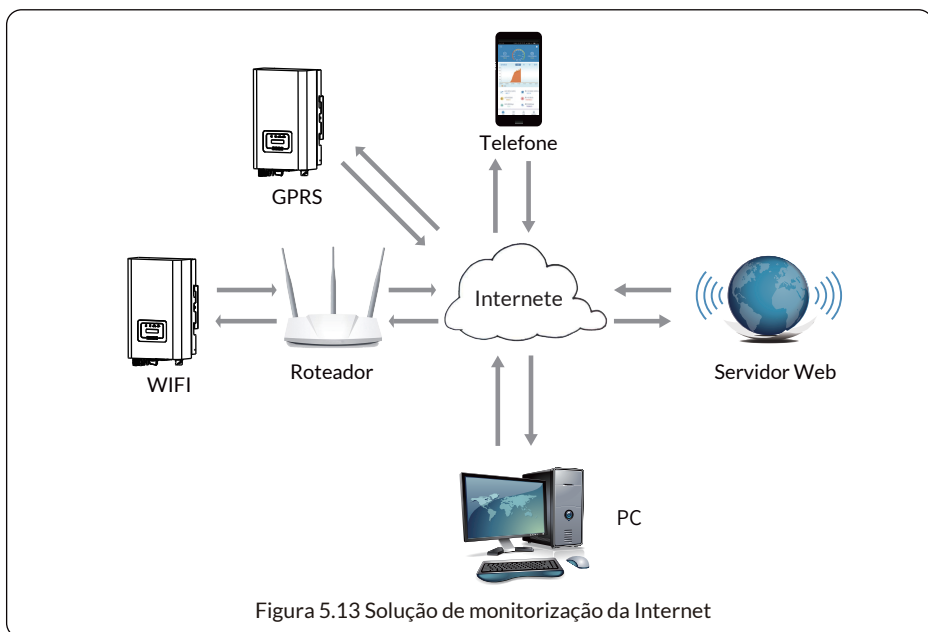 Telefone
GPRS
Internete
WIFI
Roteador
Servidor Web
PC
Figura 5.13 Solução de monitorização da Internet